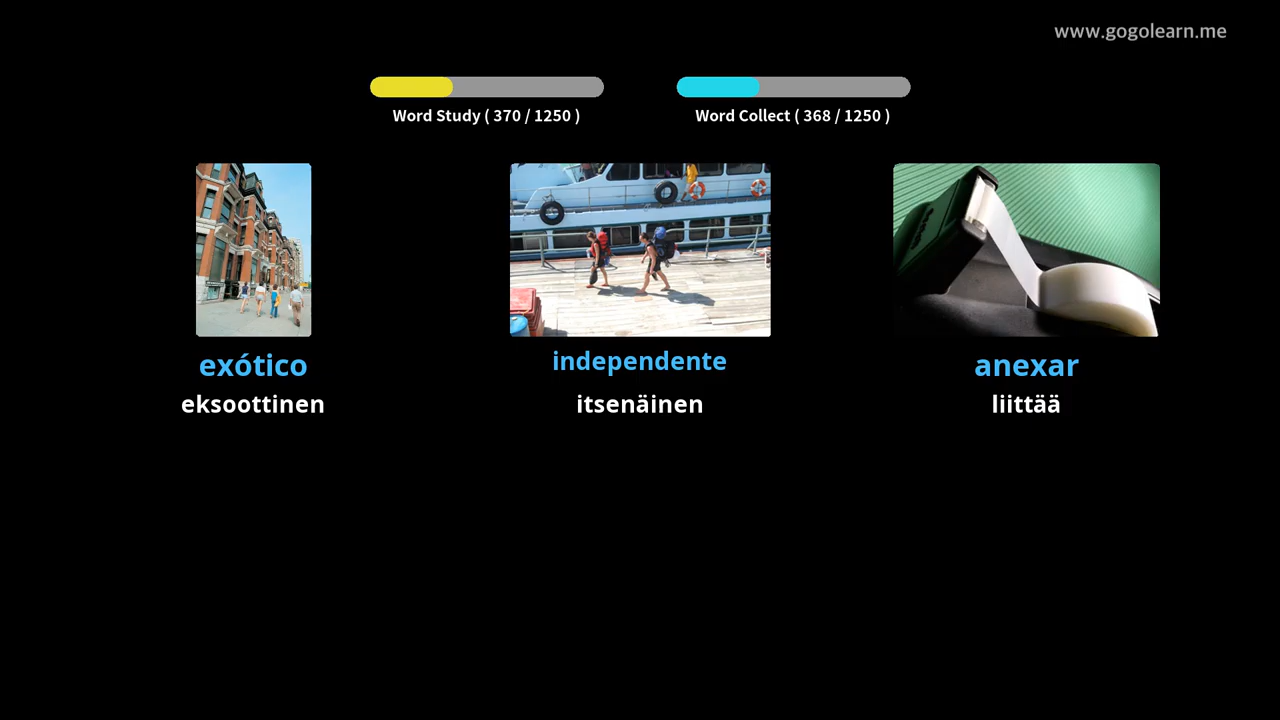 www.gogolearn.me
Word Study ( 370 / 1250 )
Word Collect ( 368 / 1250 )
exótico
eksoottinen
independente
itsenäinen
anexar
liittää